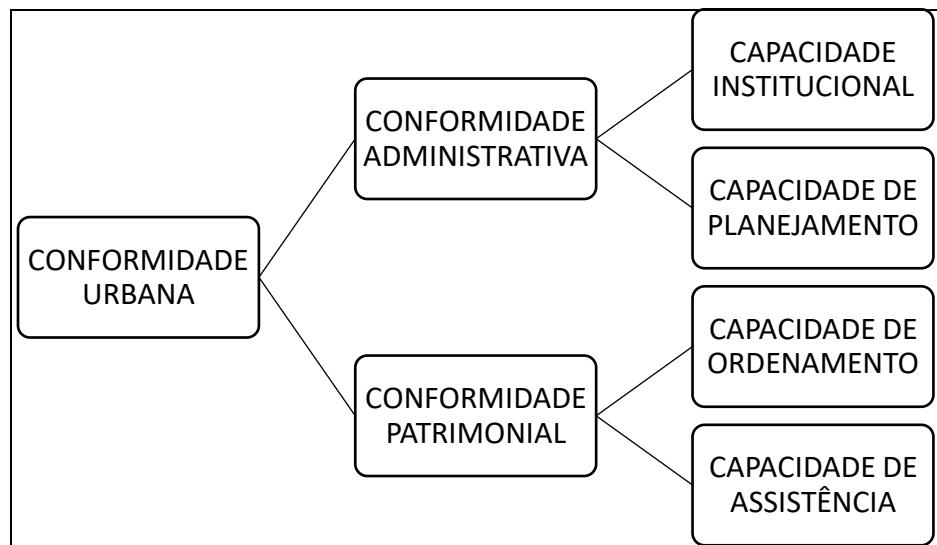 CONFORMIDADE
URBANA
CONFORMIDADE
ADMINISTRATIVA
CAPACIDADE
INSTITUCIONAL
CAPACIDADE DE
PLANEJAMENTO
CONFORMIDADE
PATRIMONIAL
CAPACIDADE DE
ORDENAMENTO
CAPACIDADE DE
ASSISTÊNCIA